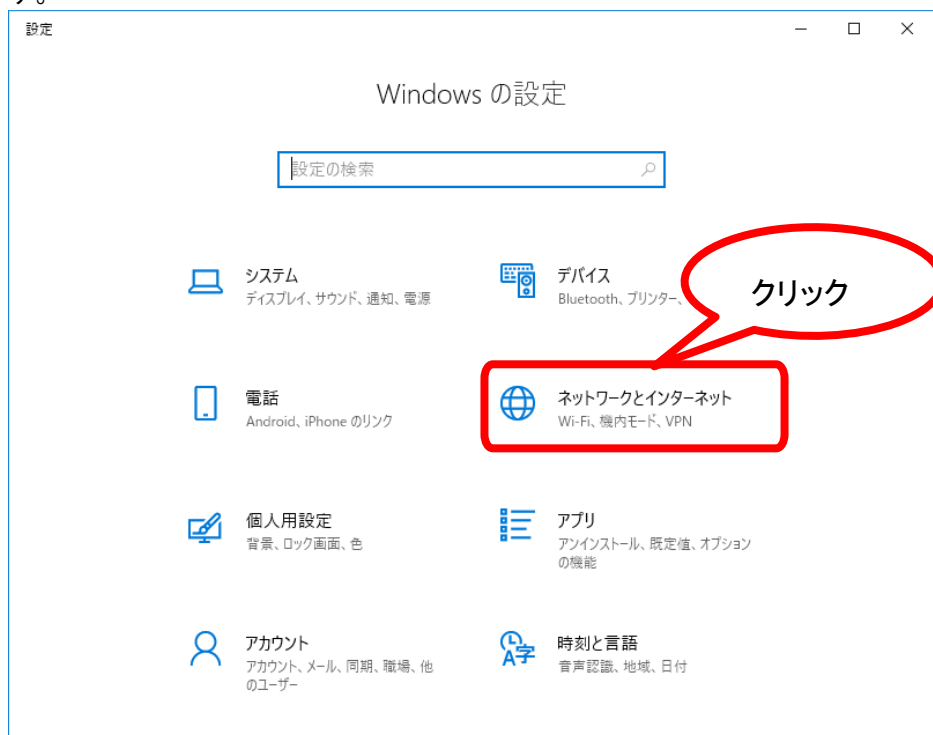 す。
設定
Windows の設定
設定の検索
システム
ディスプレイ、サウンド、通知、電源
デバイス
Bluetooth、プリンター、
クリック
電話
Android、iPhone のリンク
ネットワークとインターネット
Wi-Fi、機内モード、VPN
個人用設定
背景、ロック画面、色
アプリ
アンインストール、既定値、オプション
の機能
アカウント
アカウント、メール、同期、職場、他
のユーザー
時刻と言語
音声認識、地域、日付